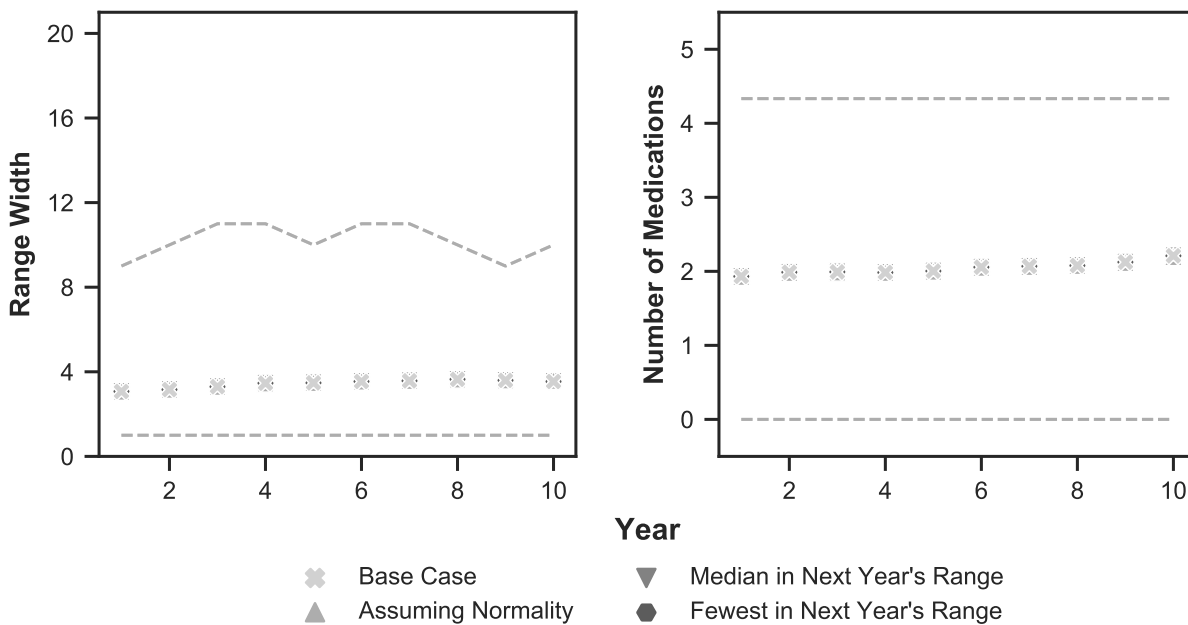 20
16
12
8
4
0
Range Width
2 4 6 8 10
5
4
3
2
1
0
Number of Medications
2 4 6 8 10
Year
Base Case
Assuming Normality
Median in Next Year's Range
Fewest in Next Year's Range